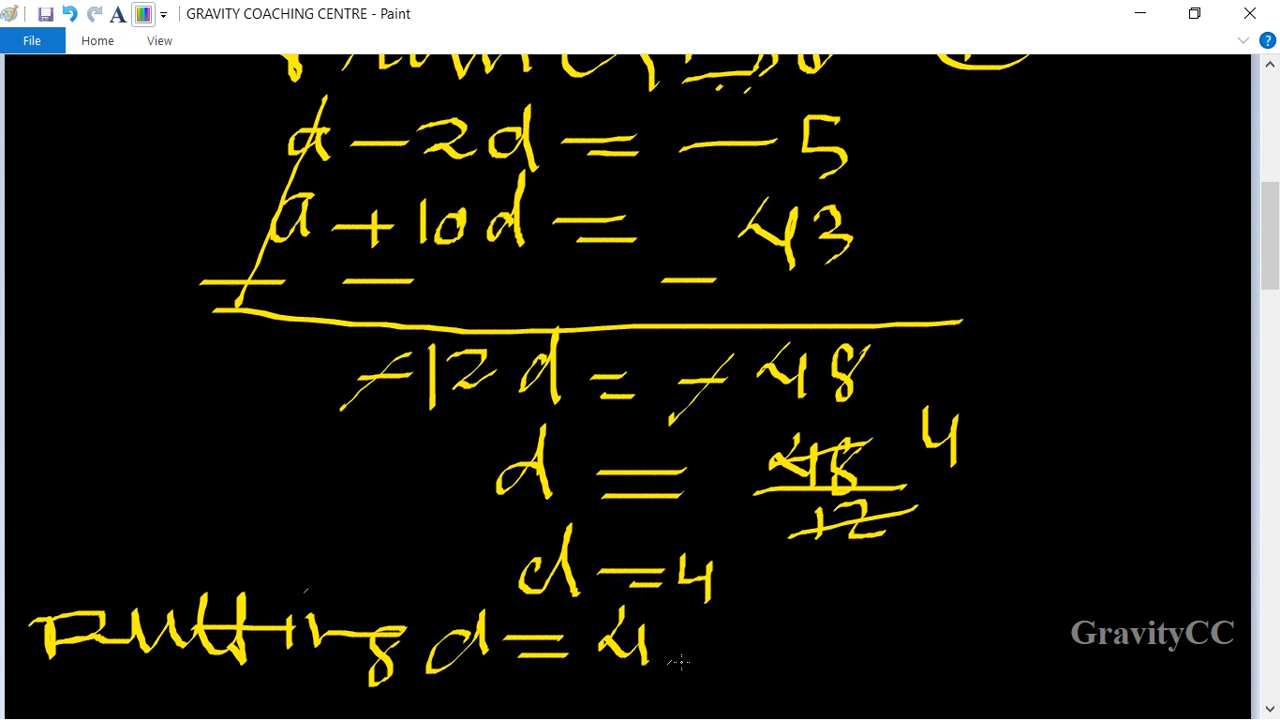 GRAVITY COACHING CENTRE - Paint
File Home View
a - 2d = - 5
a + 10d = 43
- - -
-12d = -48
d = 48/12 4
d = 4
Putting d = 4
GravityCC